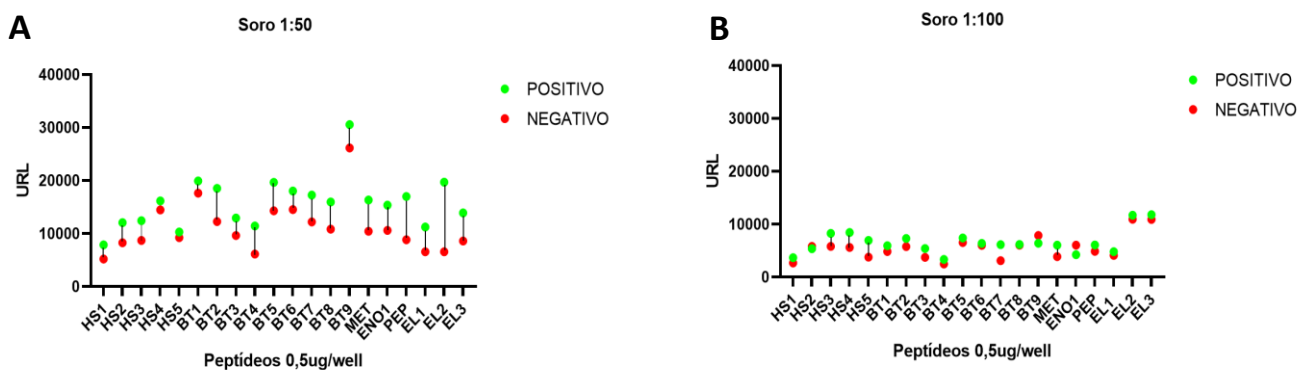 A
Soro 1:50
40000
30000
20000
10000
0
URL
HS1
HS2
HS3
HS4
HS5
BT1
BT2
BT3
BT4
BT5
BT6
BT7
BT8
BT9
MET
ENO1
PEP
EL1
EL2
EL3
Peptídeos 0,5ug/well
POSITIVO
NEGATIVO
B
Soro 1:100
40000
30000
20000
10000
0
URL
HS1
HS2
HS3
HS4
HS5
BT1
BT2
BT3
BT4
BT5
BT6
BT7
BT8
BT9
MET
ENO1
PEP
EL1
EL2
EL3
Peptídeos 0,5ug/well
POSITIVO
NEGATIVO